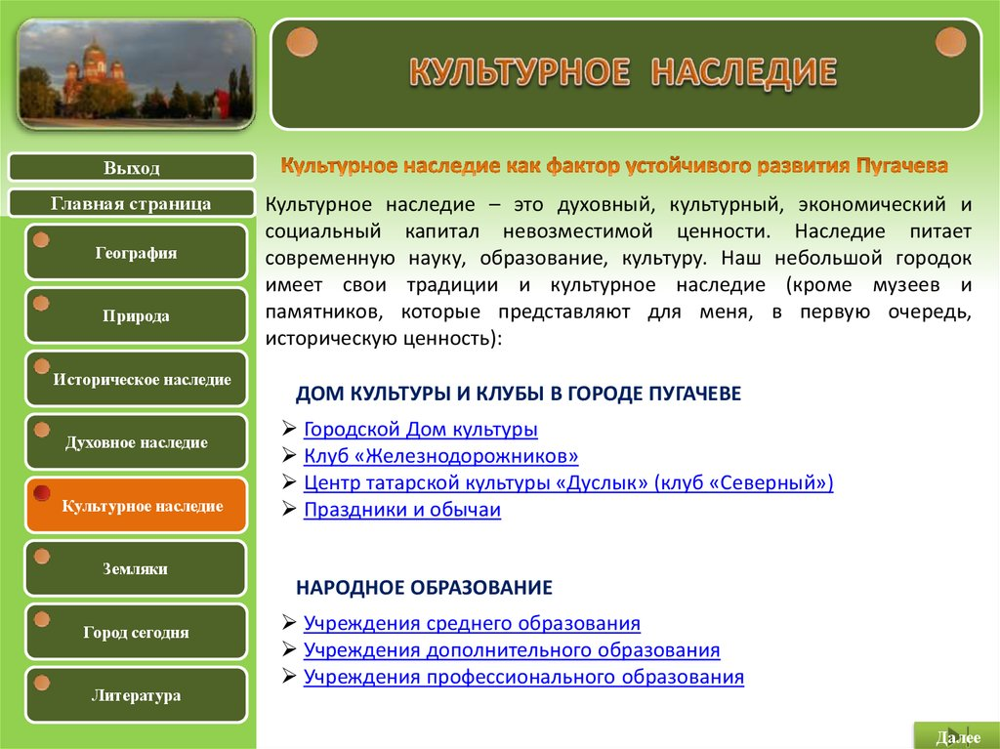 КУЛЬТУРНОЕ НАСЛЕДИЕ
Выход
Главная страница
География
Природа
Историческое наследие
Духовное наследие
Культурное наследие
Земляки
Город сегодня
Литература
Культурное наследие как фактор устойчивого развития Пугачева
Культурное наследие – это духовный, культурный, экономический и
социальный капитал невозместимой ценности. Наследие питает
современную науку, образование, культуру. Наш небольшой городок
имеет свои традиции и культурное наследие (кроме музеев и
памятников, которые представляют для меня, в первую очередь,
историческую ценность):
ДОМ КУЛЬТУРЫ И КЛУБЫ В ГОРОДЕ ПУГАЧЕВЕ
➢ Городской Дом культуры
➢ Клуб «Железнодорожников»
➢ Центр татарской культуры «Дуслык» (клуб «Северный»)
➢ Праздники и обычаи
НАРОДНОЕ ОБРАЗОВАНИЕ
➢ Учреждения среднего образования
➢ Учреждения дополнительного образования
➢ Учреждения профессионального образования
Далее